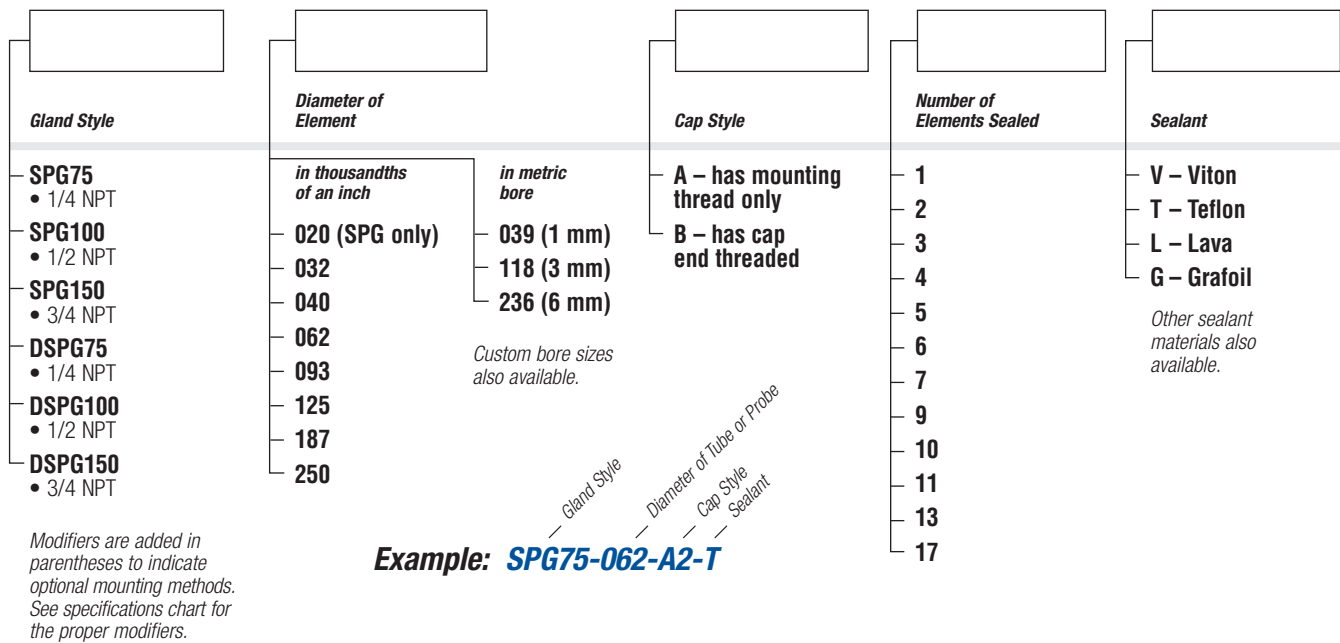 Gland Style
SPG75
• 1/4 NPT
SPG100
• 1/2 NPT
SPG150
• 3/4 NPT
DSPG75
• 1/4 NPT
DSPG100
• 1/2 NPT
DSPG150
• 3/4 NPT
Modifiers are added in
parentheses to indicate
optional mounting methods.
See specifications chart for
the proper modifiers.
Diameter of
Element
in thousandths
of an inch
020 (SPG only)
032
040
062
093
125
187
250
in metric
bore
039 (1 mm)
118 (3 mm)
236 (6 mm)
Custom bore sizes
also available.
Cap Style
A – has mounting
thread only
B – has cap
end threaded
Number of
Elements Sealed
1
2
3
4
5
6
7
9
10
11
13
17
Sealant
V – Viton
T – Teflon
L – Lava
G – Grafoil
Other sealant
materials also
available.
Gland Style
Diameter of Tube or Probe
Cap Style
Sealant
Example: SPG75-062-A2-T